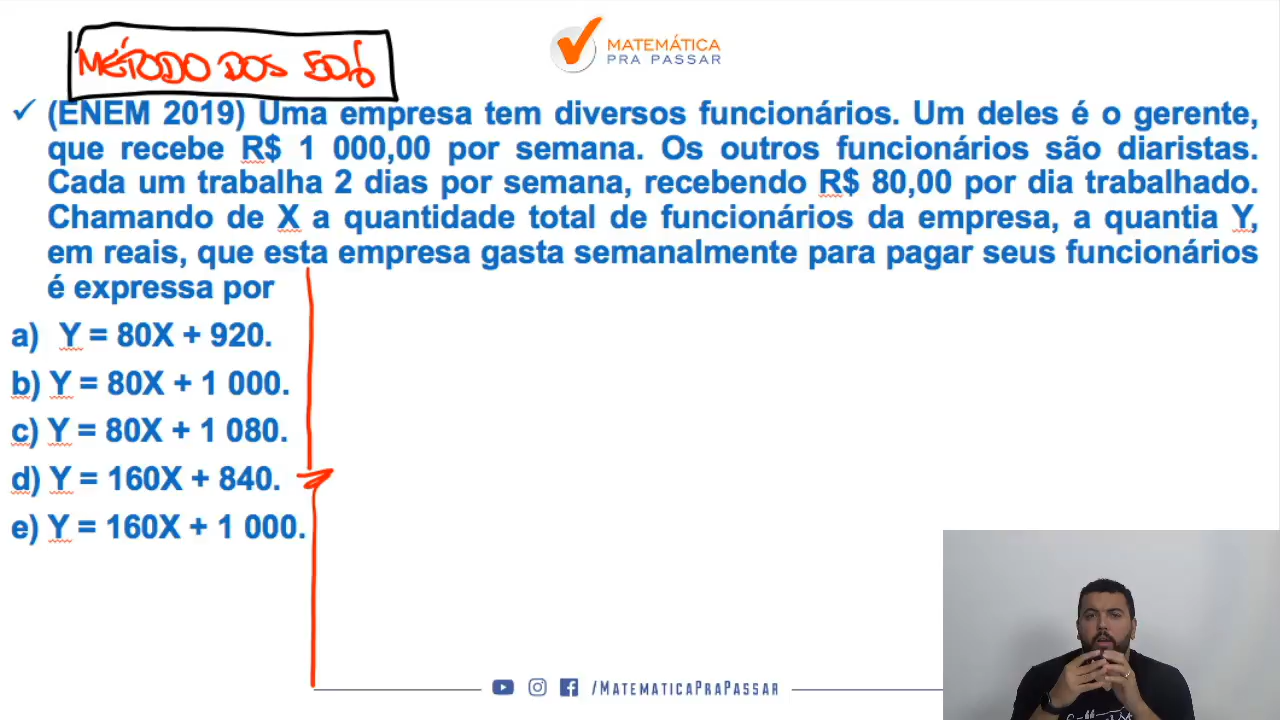 MÉTODO DOS 50%
MATEMÁTICA
PRA PASSAR
✓ (ENEM 2019) Uma empresa tem diversos funcionários. Um deles é o gerente,
que recebe R$ 1 000,00 por semana. Os outros funcionários são diaristas.
Cada um trabalha 2 dias por semana, recebendo R$ 80,00 por dia trabalhado.
Chamando de X a quantidade total de funcionários da empresa, a quantia Y,
em reais, que esta empresa gasta semanalmente para pagar seus funcionários
é expressa por
a) Y = 80X + 920.
b) Y = 80X + 1 000.
c) Y = 80X + 1 080.
d) Y = 160X + 840.
e) Y = 160X + 1 000.
/MATEMATICAPRAPASSAR